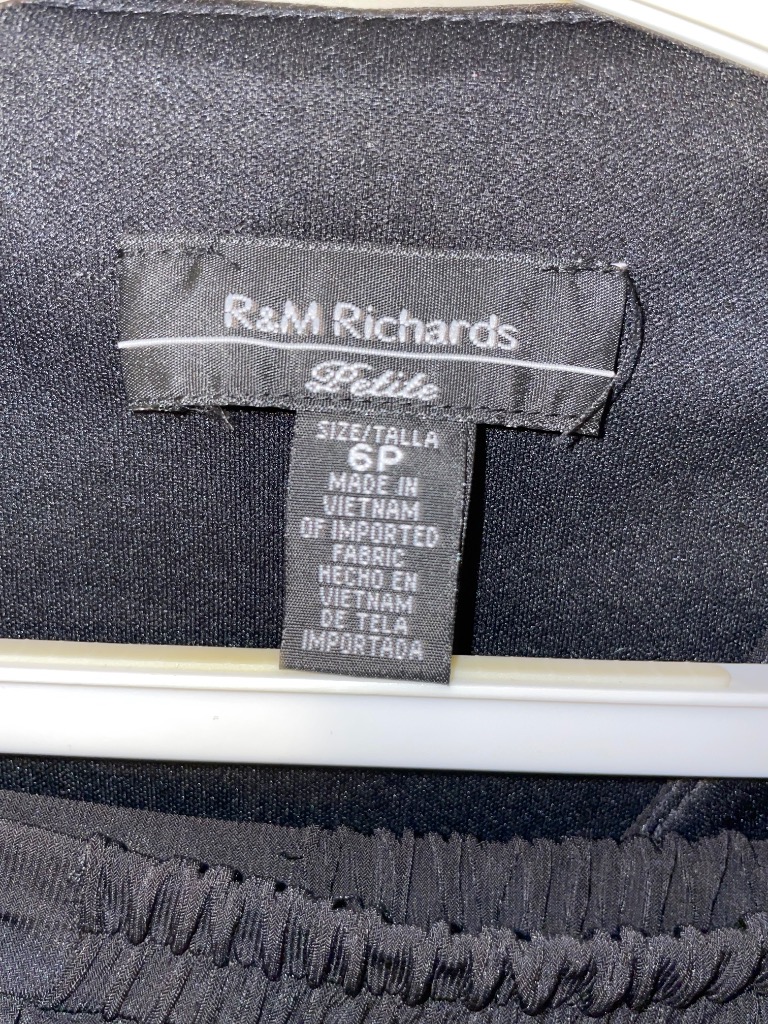 R&M Richards
Petite
SIZE/TALLA
6P
MADE IN
VIETNAM
OF IMPORTED
FABRIC
HECHO EN
VIETNAM
DE TELA
IMPORTADA